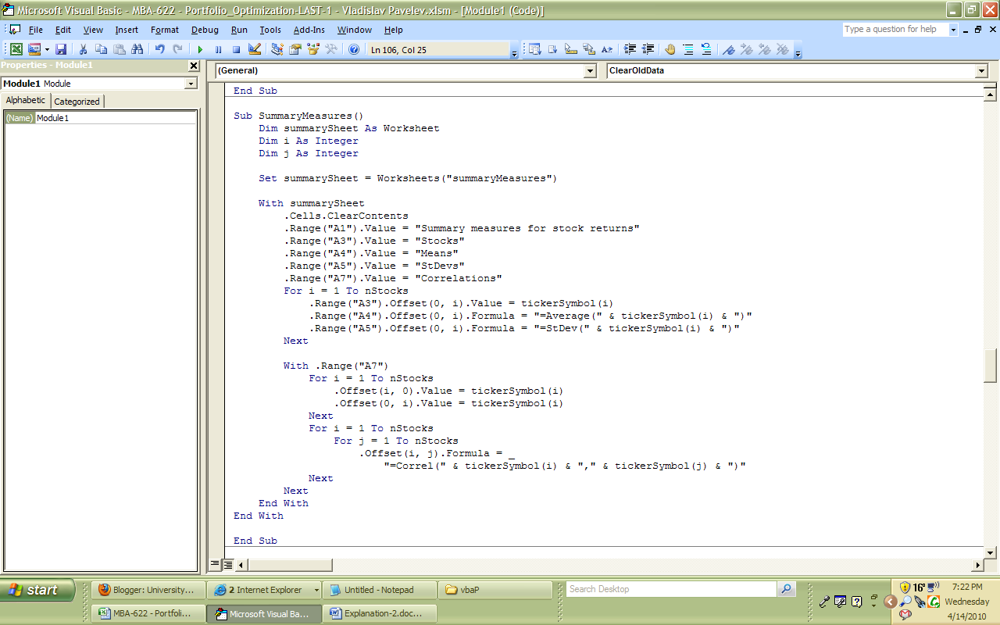 Microsoft Visual Basic - MBA-622 - Portfolio_Optimization-LAST-1 - Vladislav Pavelev.xlsm - [Module1 (Code)]
File Edit View Insert Format Debug Run Tools Add-Ins Window Help
Type a question for help
Ln 106, Col 25
Properties - Module1
Module1 Module
Alphabetic Categorized
(Name) Module1
(General)
ClearOldData
End Sub
Sub SummaryMeasures()
    Dim summarySheet As Worksheet
    Dim i As Integer
    Dim j As Integer
    Set summarySheet = Worksheets("summaryMeasures")
    With summarySheet
        .Cells.ClearContents
        .Range("A1").Value = "Summary measures for stock returns"
        .Range("A3").Value = "Stocks"
        .Range("A4").Value = "Means"
        .Range("A5").Value = "StDevs"
        .Range("A7").Value = "Correlations"
        For i = 1 To nStocks
            .Range("A3").Offset(0, i).Value = tickerSymbol(i)
            .Range("A4").Offset(0, i).Formula = "=Average(" & tickerSymbol(i) & ")"
            .Range("A5").Offset(0, i).Formula = "=StDev(" & tickerSymbol(i) & ")"
        Next
        With .Range("A7")
            For i = 1 To nStocks
                .Offset(i, 0).Value = tickerSymbol(i)
                .Offset(0, i).Value = tickerSymbol(i)
            Next
            For i = 1 To nStocks
                For j = 1 To nStocks
                    .Offset(i, j).Formula = _
                        "=Correl(" & tickerSymbol(i) & "," & tickerSymbol(j) & ")"
            Next
        Next
    End With
End With
End Sub
start
Blogger: University...
2 Internet Explorer
Untitled - Notepad
vbaP
Search Desktop
16°
7:22 PM
MBA-622 - Portfoli...
Microsoft Visual Ba...
Explanation-2.doc...
Wednesday
4/14/2010